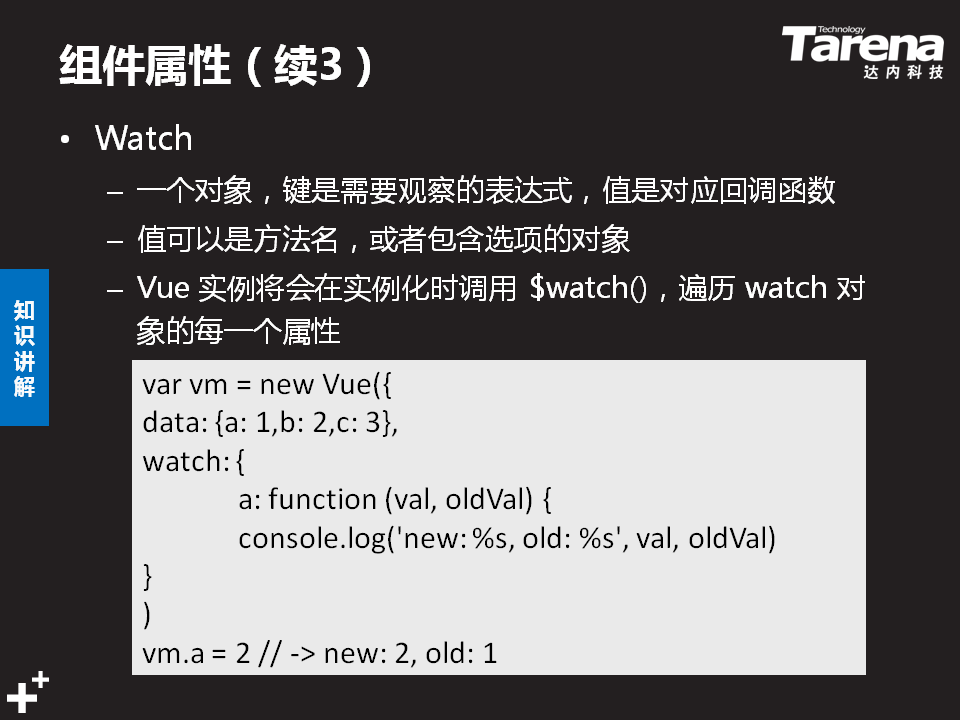 组件属性（续3）
Technology
Tarena
达内科技
• Watch
– 一个对象，键是需要观察的表达式，值是对应回调函数
– 值可以是方法名，或者包含选项的对象
– Vue 实例将会在实例化时调用 $watch()，遍历 watch 对
象的每一个属性
知
识
讲
解
var vm = new Vue({
data: {a: 1,b: 2,c: 3},
watch: {
a: function (val, oldVal) {
console.log('new: %s, old: %s', val, oldVal)
}
)
vm.a = 2 // -> new: 2, old: 1